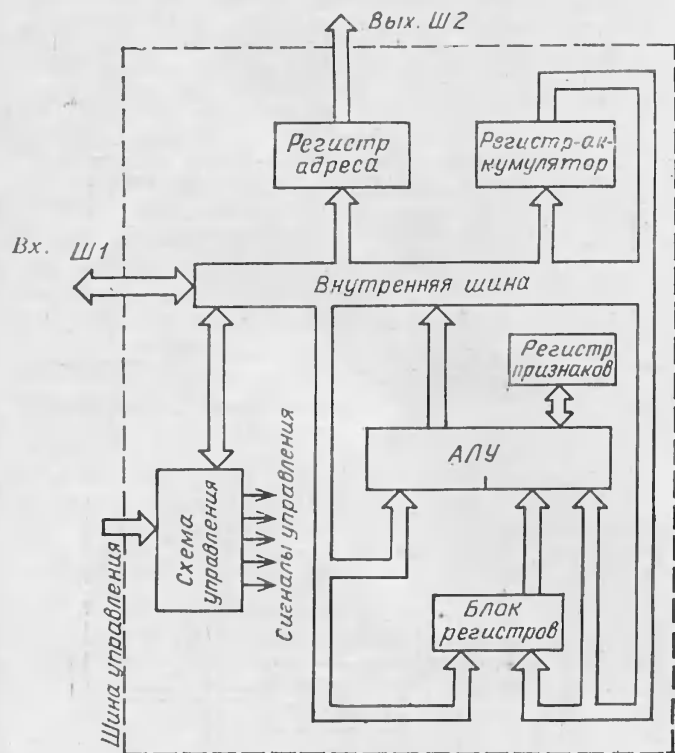 Вых. Ш2
Регистр
адреса
Регистр-ак-
кумулятор
Вх. Ш1
Внутренняя шина
Регистр
признаков
АЛУ
Схема
управления
Сигналы управления
Шина управления
Блок
регистров